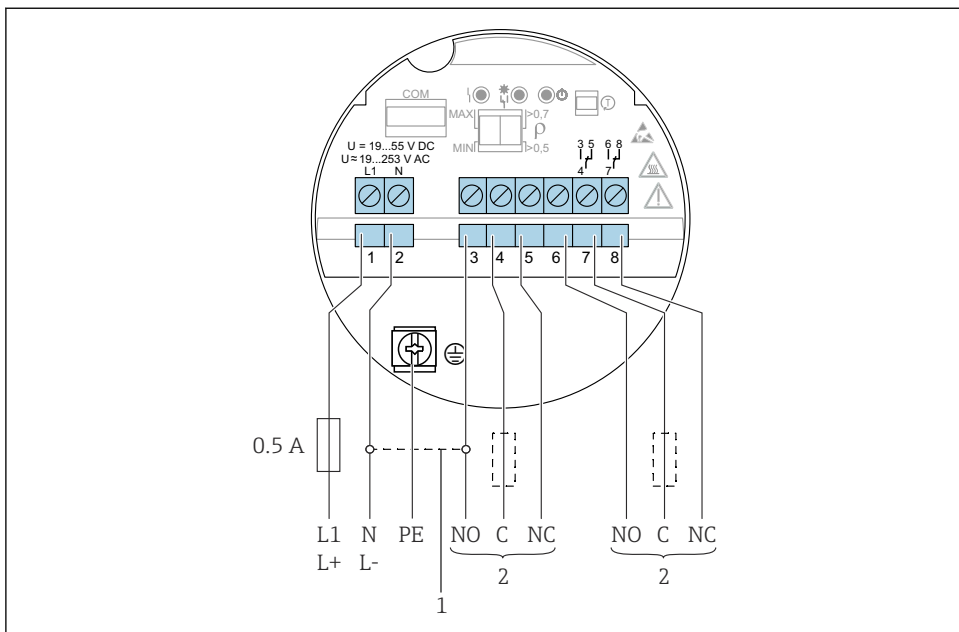 COM
MAX
>0,7
ρ
MIN
>0,5
T
U = 19...55 V DC
U≈19...253 V AC
L1 N
3 5 6 8
4 7
1 2 3 4 5 6 7 8
0.5 A
L1 N PE NO C NC NO C NC
L+ L-
2 2
1